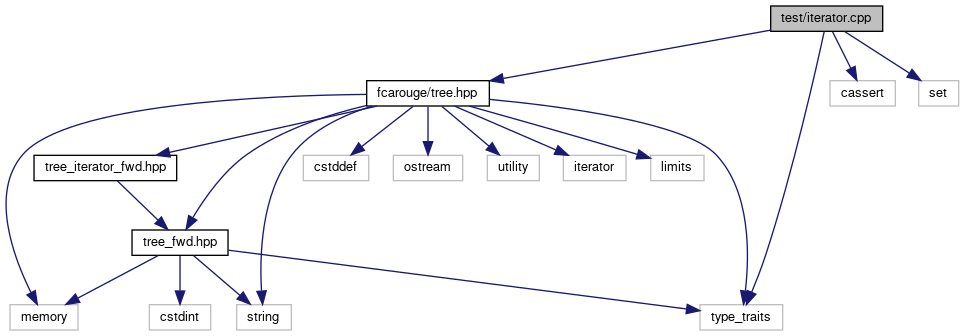 test/iterator.cpp
fcarouge/tree.hpp
cassert
set
tree_iterator_fwd.hpp
cstddef
ostream
utility
iterator
limits
tree_fwd.hpp
memory
cstdint
string
type_traits